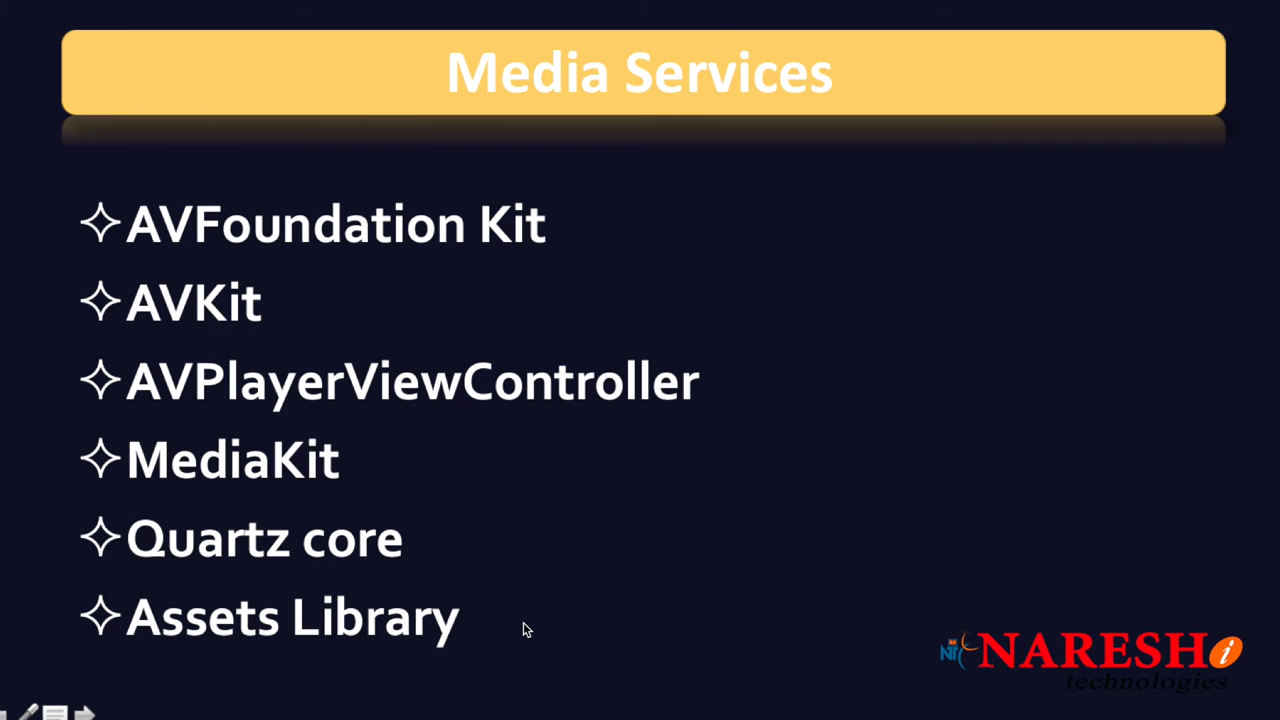 Media Services
AVFoundation Kit
AVKit
AVPlayerViewController
MediaKit
Quartz core
Assets Library
NARESH i
technologies